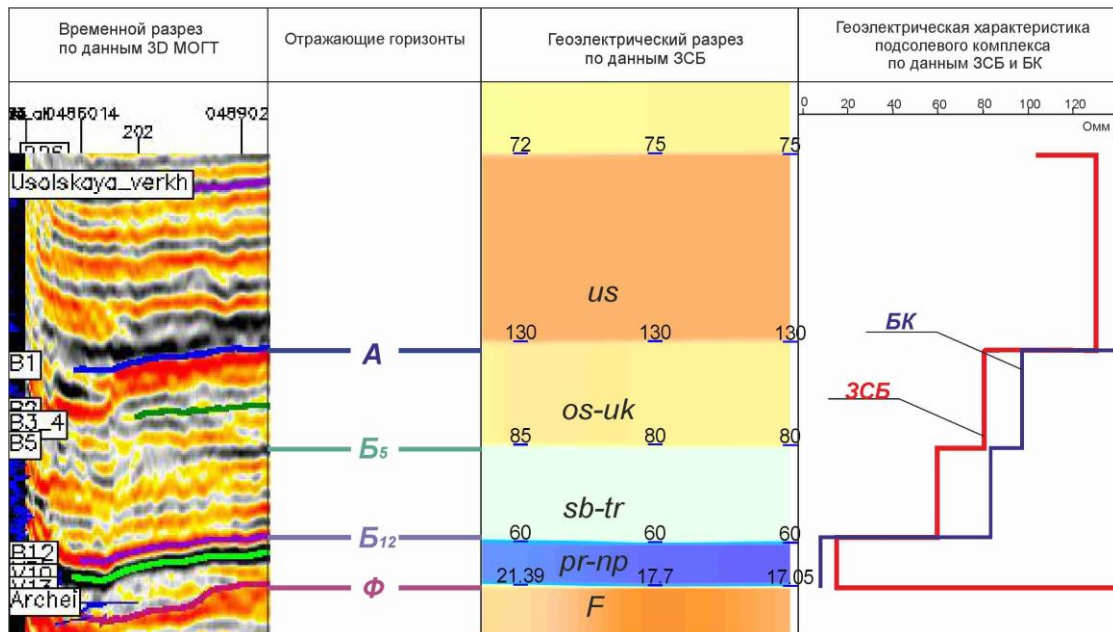 Временной разрез
по данным 3D МОГТ
Отражающие горизонты
Геоэлектрический разрез
по данным ЗСБ
Геоэлектрическая характеристика
подсолевого комплекса
по данным ЗСБ и БК
0 20 40 60 80 100 120
Омм
0485014 048902
202
Usolskaya_verkh
72 75 75
us
130 130 130
B1
А
БК
ЗСБ
os-uk
B3_4
B5
Б5
85 80 80
sb-tr
B12
Б12
60 60 60
pr-np
21.39 17.7 17.05
Archei
Ф
F